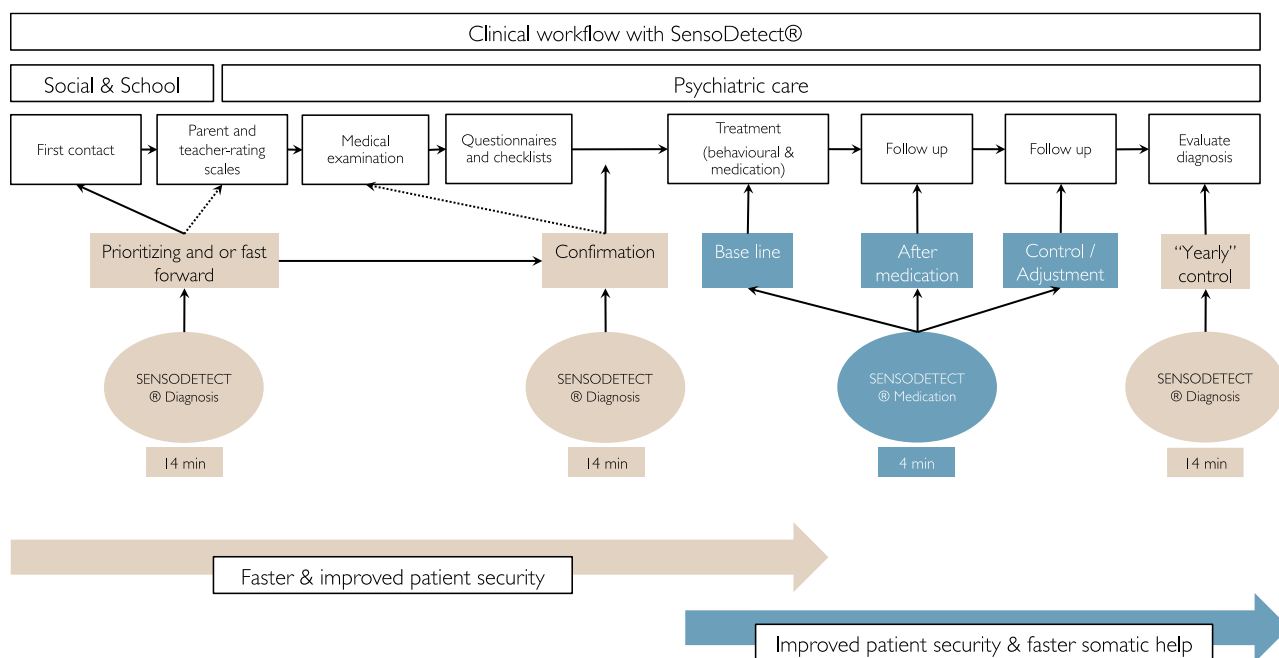 Clinical workflow with SensoDetect®
Social & School
Psychiatric care
First contact
Parent and
teacher-rating
scales
Medical
examination
Questionnaires
and checklists
Treatment
(behavioural &
medication)
Follow up
Follow up
Evaluate
diagnosis
Prioritizing and or fast
forward
Confirmation
Base line
After
medication
Control /
Adjustment
“Yearly”
control
SENSODETECT
® Diagnosis
SENSODETECT
® Diagnosis
SENSODETECT
® Medication
SENSODETECT
® Diagnosis
14 min
14 min
4 min
14 min
Faster & improved patient security
Improved patient security & faster somatic help